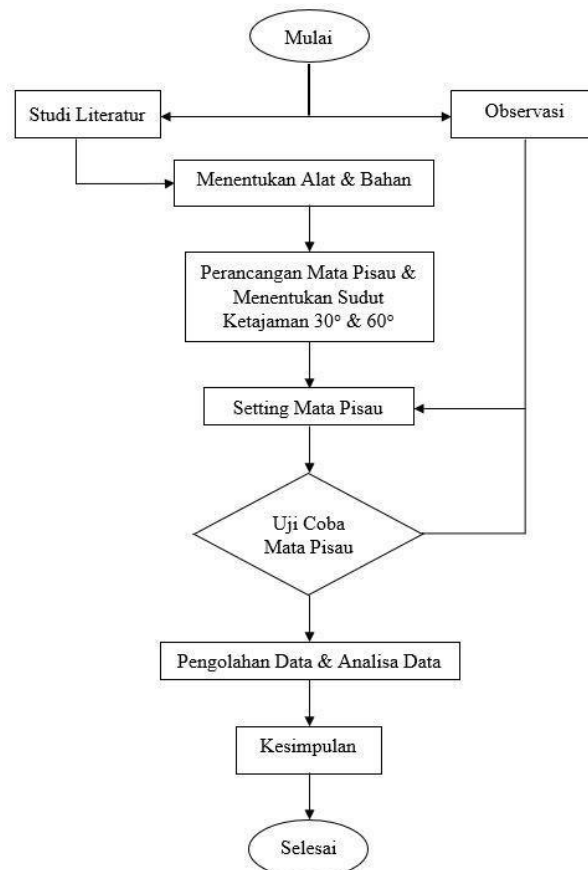 Mulai
Studi Literatur
Observasi
Menentukan Alat & Bahan
Perancangan Mata Pisau &
Menentukan Sudut
Ketajaman 30° & 60°
Setting Mata Pisau
Uji Coba
Mata Pisau
Pengolahan Data & Analisa Data
Kesimpulan
Selesai